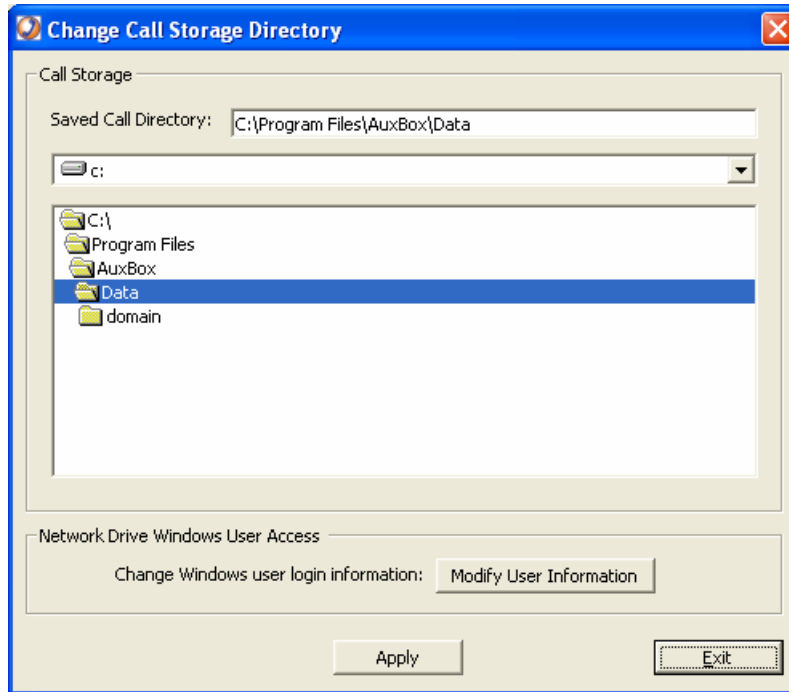 Change Call Storage Directory
Call Storage
Saved Call Directory: C:\Program Files\AuxBox\Data
c:
C:\
Program Files
AuxBox
Data
domain
Network Drive Windows User Access
Change Windows user login information: Modify User Information
Apply Exit